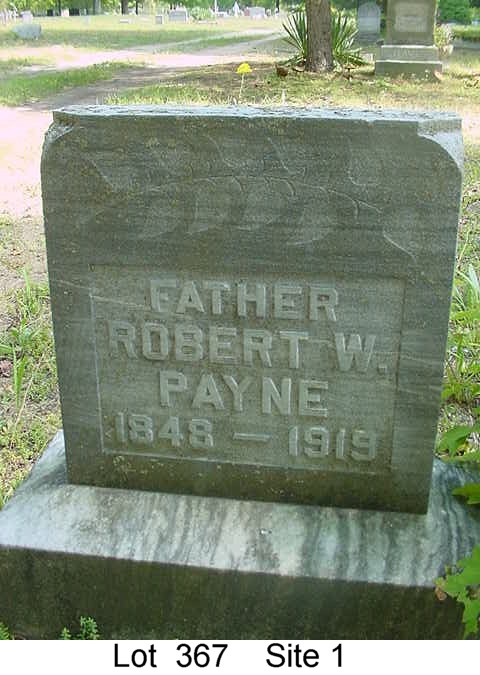 FATHER
ROBERT W.
PAYNE
1848 — 1919
Lot 367 Site 1